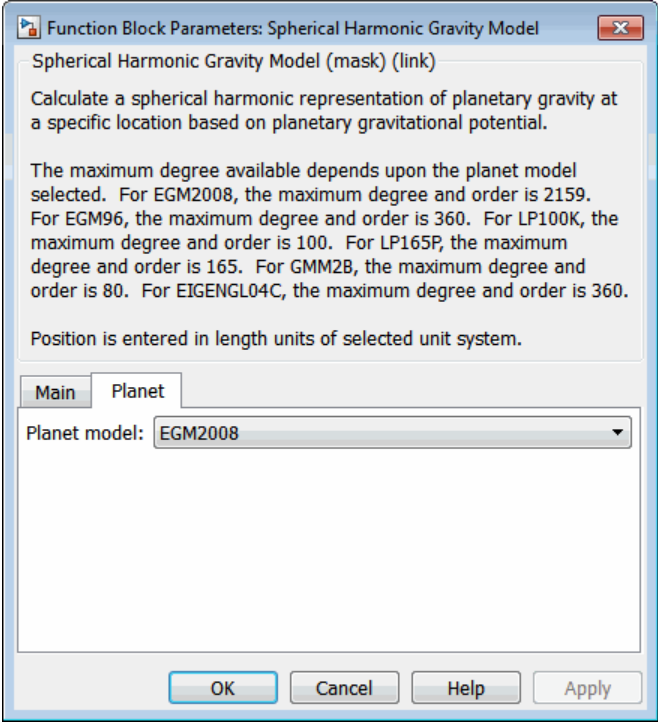 Function Block Parameters: Spherical Harmonic Gravity Model
Spherical Harmonic Gravity Model (mask) (link)
Calculate a spherical harmonic representation of planetary gravity at
a specific location based on planetary gravitational potential.
The maximum degree available depends upon the planet model
selected. For EGM2008, the maximum degree and order is 2159.
For EGM96, the maximum degree and order is 360. For LP100K, the
maximum degree and order is 100. For LP165P, the maximum
degree and order is 165. For GMM2B, the maximum degree and
order is 80. For EIGENGL04C, the maximum degree and order is 360.
Position is entered in length units of selected unit system.
Main Planet
Planet model: EGM2008
OK Cancel Help Apply